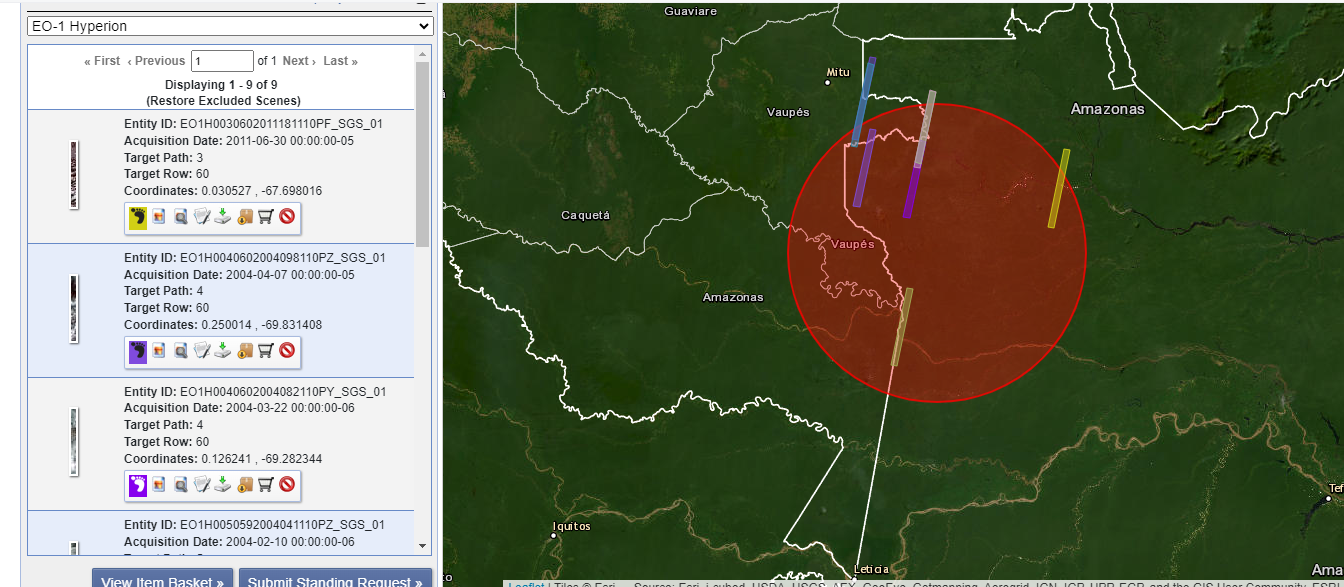 EO-1 Hyperion
« First ‹ Previous 1 of 1 Next › Last »
Displaying 1 - 9 of 9
(Restore Excluded Scenes)
Entity ID: EO1H0030602011181110PF_SGS_01
Acquisition Date: 2011-06-30 00:00:00-05
Target Path: 3
Target Row: 60
Coordinates: 0.030527 , -67.698016
Entity ID: EO1H0040602004098110PZ_SGS_01
Acquisition Date: 2004-04-07 00:00:00-05
Target Path: 4
Target Row: 60
Coordinates: 0.250014 , -69.831408
Entity ID: EO1H0040602004082110PY_SGS_01
Acquisition Date: 2004-03-22 00:00:00-06
Target Path: 4
Target Row: 60
Coordinates: 0.126241 , -69.282344
Entity ID: EO1H0050592004041110PZ_SGS_01
Acquisition Date: 2004-02-10 00:00:00-06
View Item Basket »
Submit Standing Request »
Guaviare
Mitu
Vaupés
Amazonas
Caquetá
Vaupés
Amazonas
Iquitos
Tef
Leticia
Ama
Leaflet | Tiles © Esri — Source: Esri, i-cubed, USDA, USGS, AEX, GeoEye, Getmapping, Aerogrid, IGN, IGP, UPR-EGP, and the GIS User Community, ESRI